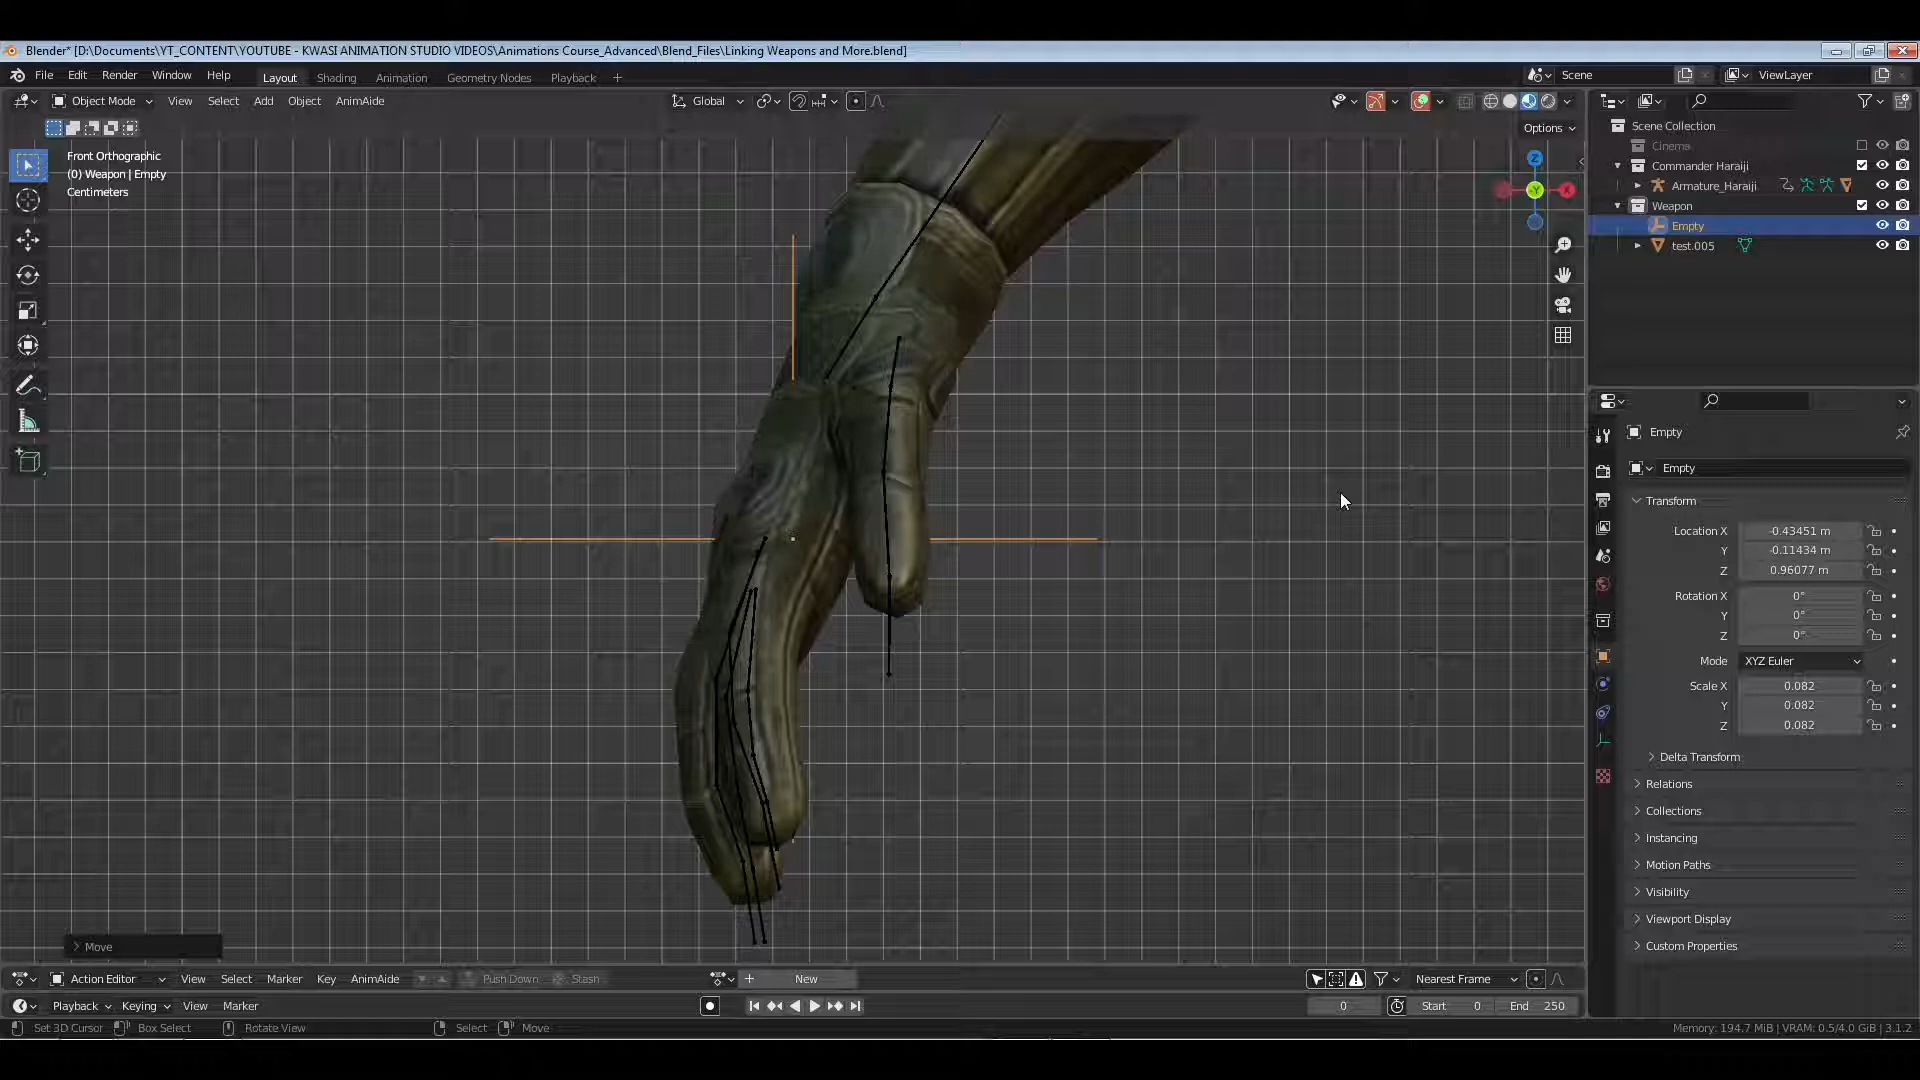 Blender* [D:\Documents\YT_CONTENT\YOUTUBE - KWASI ANIMATION STUDIO VIDEOS\Animations Course_Advanced\Blend_Files\Linking Weapons and More.blend]
File Edit Render Window Help Layout Shading Animation Geometry Nodes Playback + Scene ViewLayer
Object Mode View Select Add Object AnimAide Global
Options
Front Orthographic
(0) Weapon | Empty
Centimeters
Z
Y
X
Scene Collection
Cinema
Commander Haraiji
Armature_Haraiji
Weapon
Empty
test.005
Empty
Empty
Transform
Location X -0.43451 m
Y -0.11434 m
Z 0.96077 m
Rotation X 0°
Y 0°
Z 0°
Mode XYZ Euler
Scale X 0.082
Y 0.082
Z 0.082
Delta Transform
Relations
Collections
Instancing
Motion Paths
Visibility
Viewport Display
Custom Properties
Move
Action Editor View Select Marker Key AnimAide Push Down Stash + New Nearest Frame
Playback Keying View Marker 0 Start 0 End 250
Set 3D Cursor Box Select Rotate View Select Move Memory: 194.7 MiB | VRAM: 0.5/4.0 GiB | 3.1.2